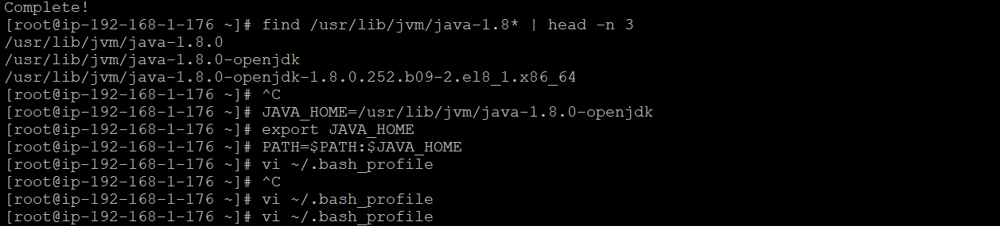 Complete!
[root@ip-192-168-1-176 ~]# find /usr/lib/jvm/java-1.8* | head -n 3
/usr/lib/jvm/java-1.8.0
/usr/lib/jvm/java-1.8.0-openjdk
/usr/lib/jvm/java-1.8.0-openjdk-1.8.0.252.b09-2.el8_1.x86_64
[root@ip-192-168-1-176 ~]# ^C
[root@ip-192-168-1-176 ~]# JAVA_HOME=/usr/lib/jvm/java-1.8.0-openjdk
[root@ip-192-168-1-176 ~]# export JAVA_HOME
[root@ip-192-168-1-176 ~]# PATH=$PATH:$JAVA_HOME
[root@ip-192-168-1-176 ~]# vi ~/.bash_profile
[root@ip-192-168-1-176 ~]# ^C
[root@ip-192-168-1-176 ~]# vi ~/.bash_profile
[root@ip-192-168-1-176 ~]# vi ~/.bash_profile